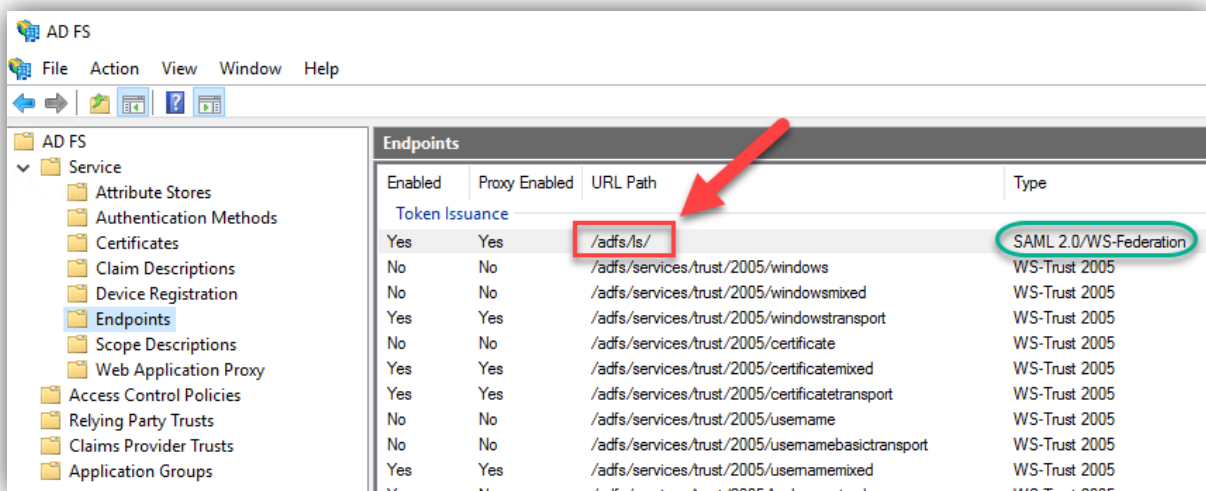 AD FS
File Action View Window Help
AD FS
Service
Attribute Stores
Authentication Methods
Certificates
Claim Descriptions
Device Registration
Endpoints
Scope Descriptions
Web Application Proxy
Access Control Policies
Relying Party Trusts
Claims Provider Trusts
Application Groups
Endpoints
Enabled Proxy Enabled URL Path Type
Token Issuance
Yes Yes /adfs/ls/ SAML 2.0/WS-Federation
No No /adfs/services/trust/2005/windows WS-Trust 2005
No No /adfs/services/trust/2005/windowsmixed WS-Trust 2005
Yes Yes /adfs/services/trust/2005/windowstransport WS-Trust 2005
No No /adfs/services/trust/2005/certificate WS-Trust 2005
Yes Yes /adfs/services/trust/2005/certificatemixed WS-Trust 2005
Yes Yes /adfs/services/trust/2005/certificatetransport WS-Trust 2005
No No /adfs/services/trust/2005/username WS-Trust 2005
No No /adfs/services/trust/2005/usernamebasictransport WS-Trust 2005
Yes Yes /adfs/services/trust/2005/usernamemixed WS-Trust 2005